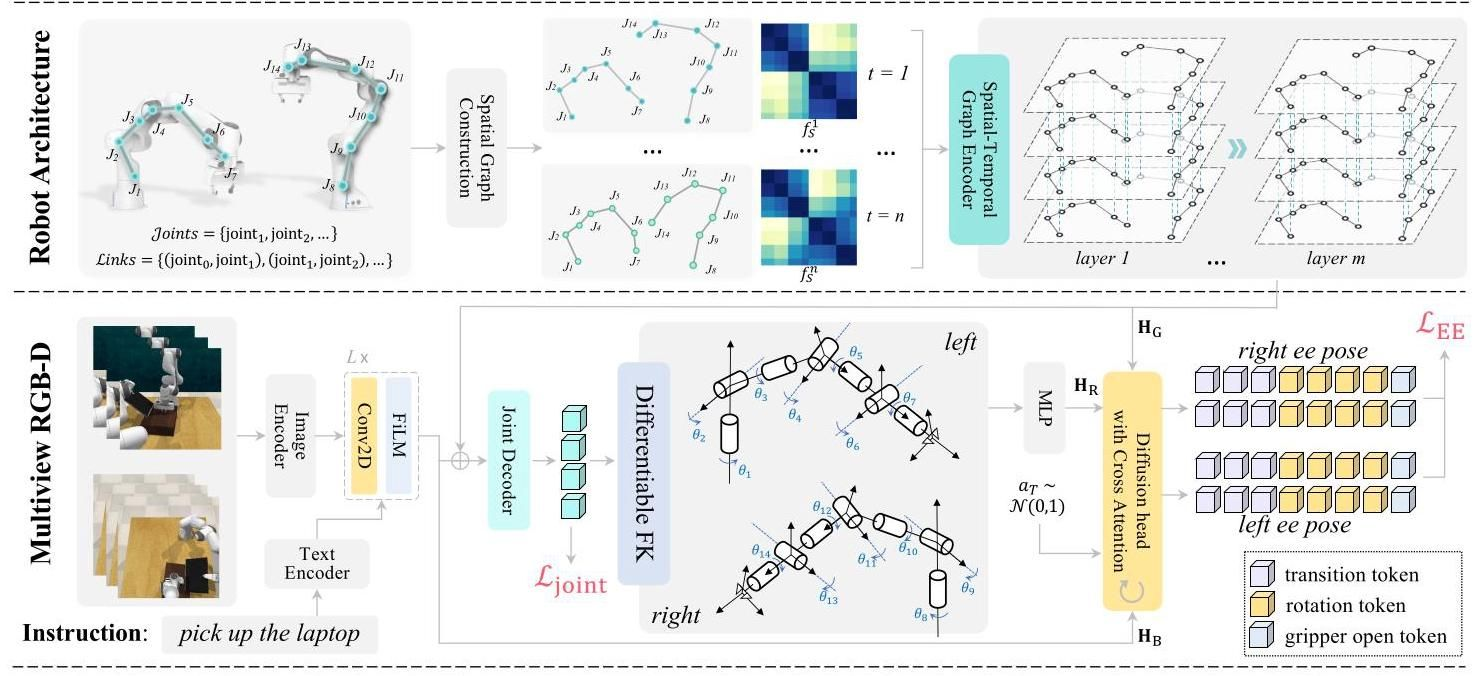 Robot Architecture
J1
J2
J3
J4
J5
J6
J7
J8
J9
J10
J11
J12
J13
J14
𝒥oints = {joint₁, joint₂, …}
ℒinks = {(joint₀, joint₁), (joint₁, joint₂), …}
Spatial Graph Construction
J14
J12
J13
J11
J5
J3
J10
J4
J6
J2
J9
J7
J1
J8
f_S^1
t = 1
...
...
...
J12
J11
J13
J5
J3
J10
J6
J4
J14
J2
J9
J7
J1
J8
f_S^n
t = n
Spatial-Temporal Graph Encoder
layer 1
...
layer m
»
Multiview RGB-D
Image Encoder
L x
Conv2D
FiLM
Text Encoder
Instruction: pick up the laptop
Joint Decoder
ℒjoint
Differentiable FK
left
θ1
θ2
θ3
θ4
θ5
θ6
θ7
right
θ8
θ9
θ10
θ11
θ12
θ13
θ14
MLP
H_R
H_G
H_B
a_T ~
𝒩(0,1)
Diffusion head with Cross Attention
ℒEE
right ee pose
left ee pose
transition token
rotation token
gripper open token